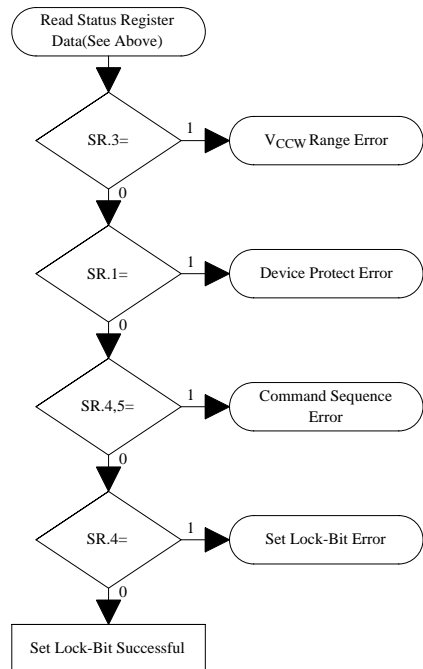 Read Status Register
Data(See Above)
SR.3=
1
VCCW Range Error
0
SR.1=
1
Device Protect Error
0
SR.4,5=
1
Command Sequence
Error
0
SR.4=
1
Set Lock-Bit Error
0
Set Lock-Bit Successful